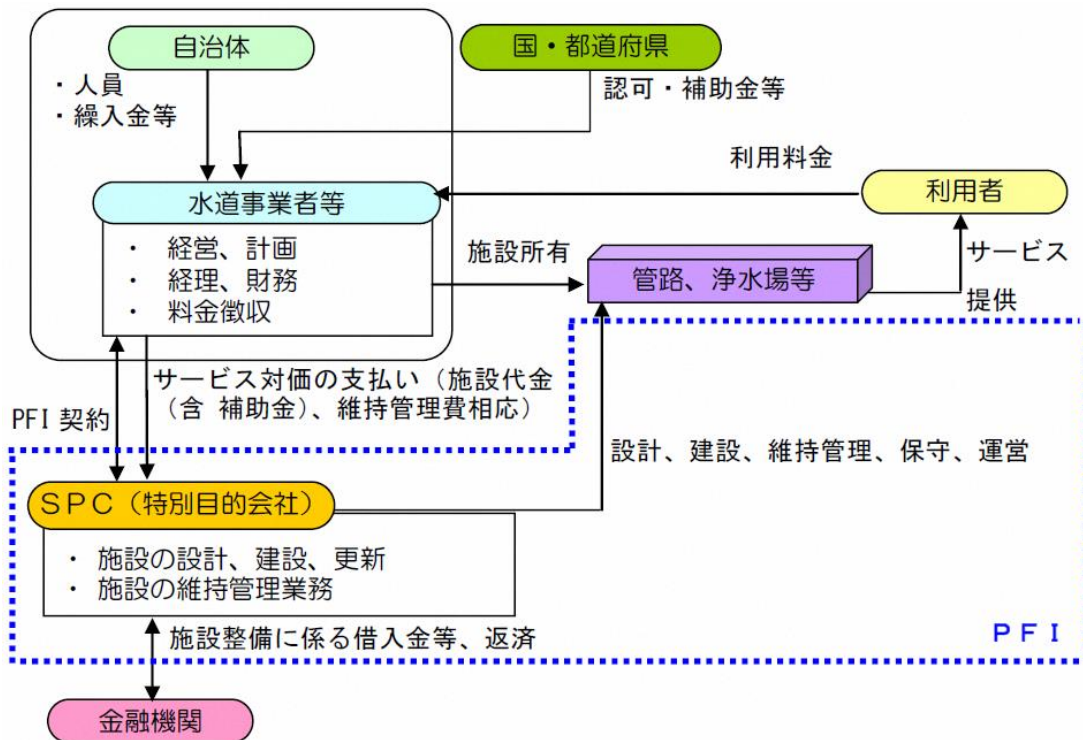 自治体
国・都道府県
・人員
・繰入金等
認可・補助金等
利用料金
水道事業者等
利用者
・ 経営、計画
・ 経理、財務
・ 料金徴収
施設所有
管路、浄水場等
サービス
提供
サービス対価の支払い（施設代金
（含 補助金）、維持管理費相応）
PFI 契約
設計、建設、維持管理、保守、運営
ＳＰＣ（特別目的会社）
・ 施設の設計、建設、更新
・ 施設の維持管理業務
施設整備に係る借入金等、返済
ＰＦＩ
金融機関